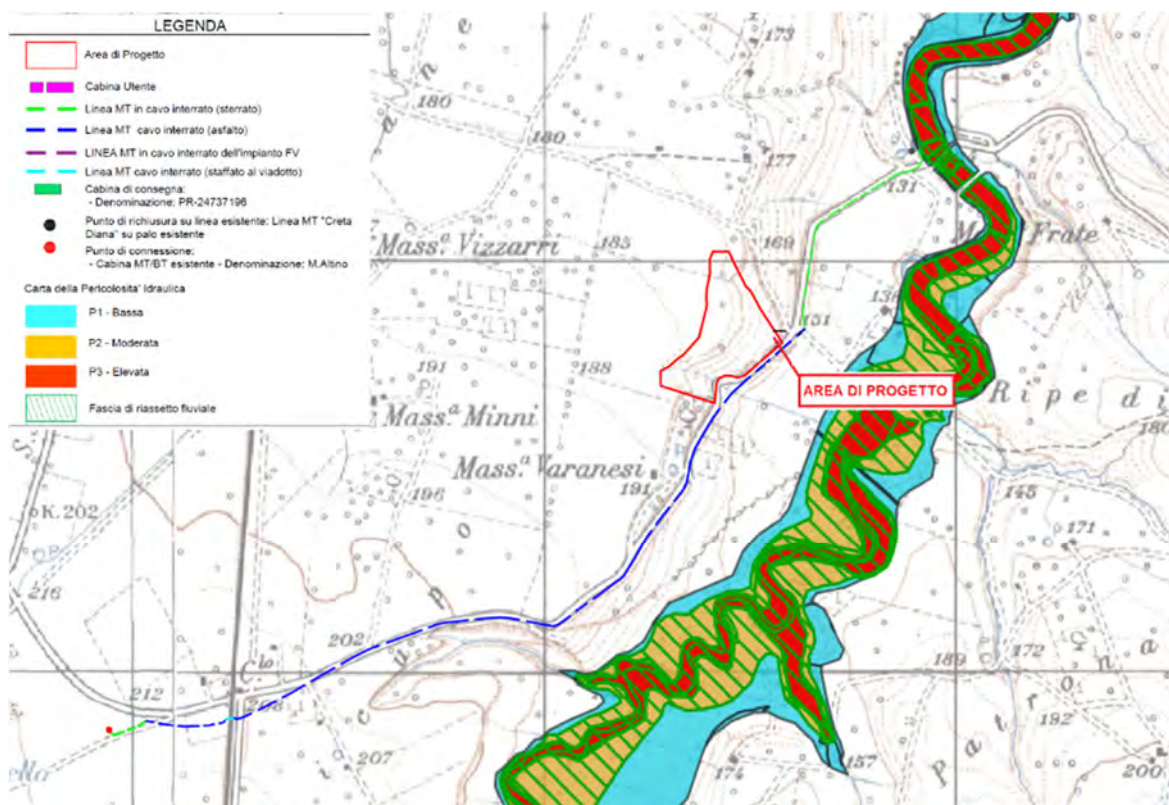 LEGENDA
Area di Progetto
Cabina Utente
Linea MT in cavo interrato (sterrato)
Linea MT cavo interrato (asfalto)
LINEA MT in cavo interrato dell'impianto FV
Linea MT cavo interrato (staffato al viadotto)
Cabina di consegna:
- Denominazione: PR-24737196
Punto di richiusura su linea esistente: Linea MT "Creta
Diana" su palo esistente
Punto di connessione:
- Cabina MT/BT esistente - Denominazione: M.Altino
Carta della Pericolosita' Idraulica
P1 - Bassa
P2 - Moderata
P3 - Elevata
Fascia di riassetto fluviale
173
180
180
177
131
Mass.ª Vizzarri
185
169
Frate
151
AREA DI PROGETTO
Ripe di
191
188
Mass.ª Minni
Mass.ª Varanesi
191
196
K.202
216
145
171
180
202
C.lo
212
208
189
172
192
207
174
157
200